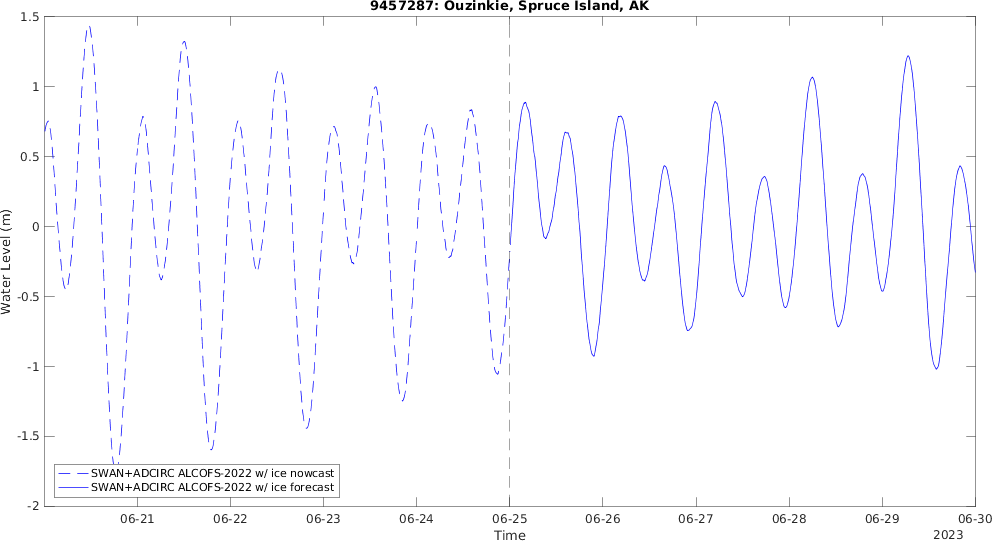 9457287: Ouzinkie, Spruce Island, AK
1.5
1
0.5
0
-0.5
-1
-1.5
-2
Water Level (m)
SWAN+ADCIRC ALCOFS-2022 w/ ice nowcast
SWAN+ADCIRC ALCOFS-2022 w/ ice forecast
06-21 06-22 06-23 06-24 06-25 06-26 06-27 06-28 06-29 06-30
Time
2023